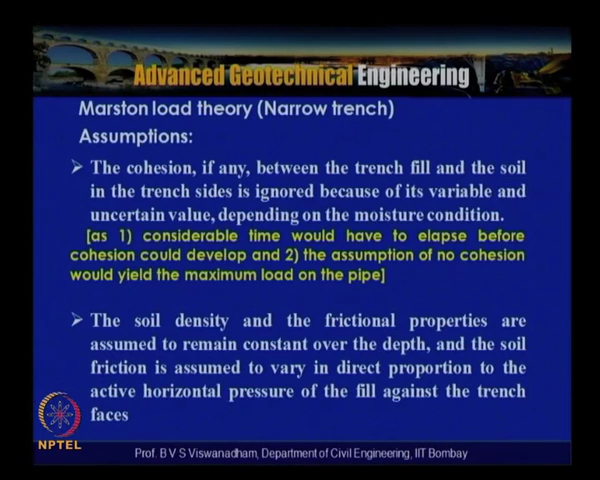 Advanced Geotechnical Engineering
Marston load theory (Narrow trench)
Assumptions:
➢ The cohesion, if any, between the trench fill and the soil
in the trench sides is ignored because of its variable and
uncertain value, depending on the moisture condition.
[as 1) considerable time would have to elapse before
cohesion could develop and 2) the assumption of no cohesion
would yield the maximum load on the pipe]
➢ The soil density and the frictional properties are
assumed to remain constant over the depth, and the soil
friction is assumed to vary in direct proportion to the
active horizontal pressure of the fill against the trench
faces
NPTEL
Prof. B V S Viswanadham, Department of Civil Engineering, IIT Bombay